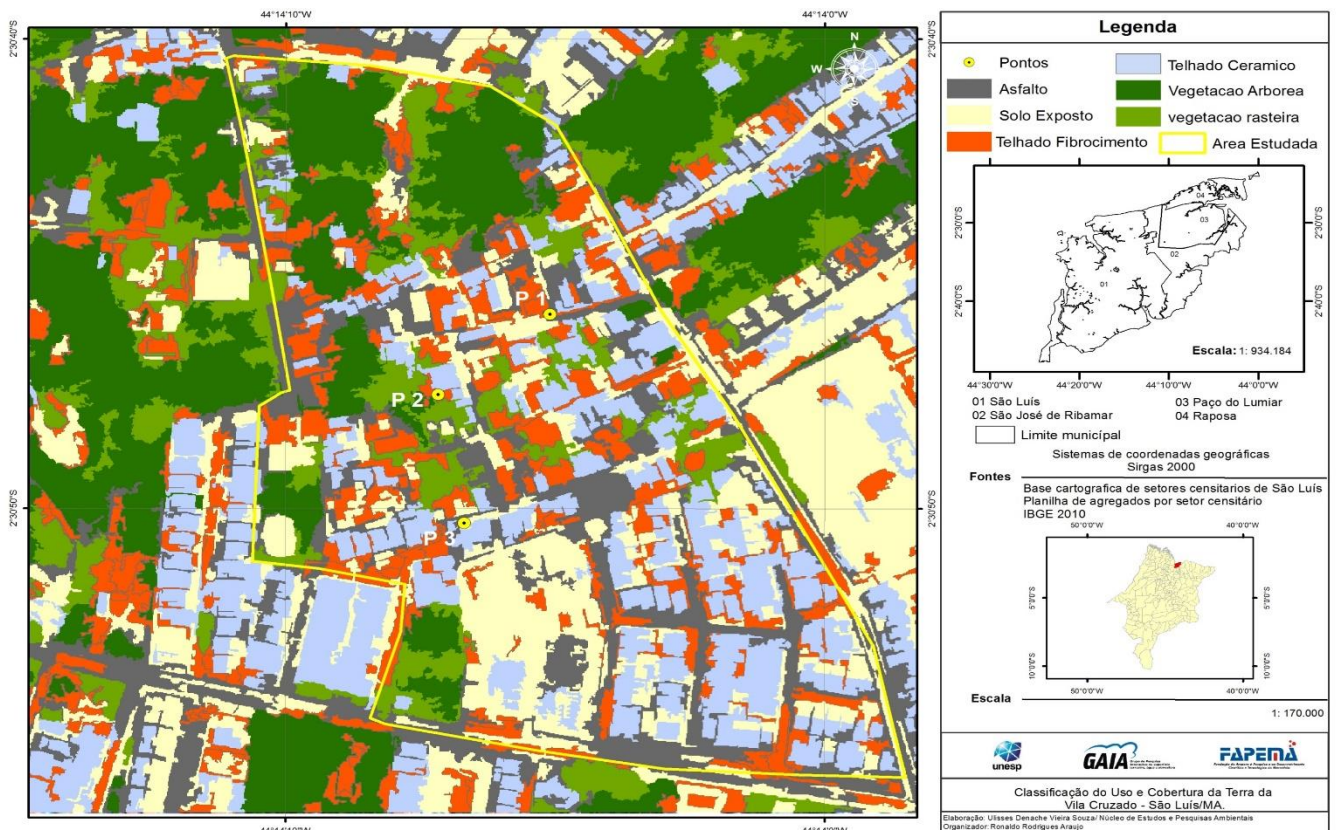 44°14'10"W
44°14'0"W
2°30'40"S
2°30'40"S
N
W
S
P 1
P 2
P 3
2°30'50"S
2°30'50"S
44°14'10"W
44°14'0"W
Legenda
Pontos
Asfalto
Solo Exposto
Telhado Fibrocimento
Telhado Ceramico
Vegetacao Arborea
vegetacao rasteira
Area Estudada
04
03
02
01
2°30'0"S
2°40'0"S
2°30'0"S
2°40'0"S
Escala: 1: 934.184
44°30'0"W 44°20'0"W 44°10'0"W 44°0'0"W
01 São Luís
02 São José de Ribamar
03 Paço do Lumiar
04 Raposa
Limite municípal
Sistemas de coordenadas geográficas
Sirgas 2000
Fontes
Base cartografica de setores censitarios de São Luís
Planilha de agregados por setor censitário
IBGE 2010
50°0'0"W 40°0'0"W
5°0'0"S
10°0'0"S
5°0'0"S
10°0'0"S
50°0'0"W 40°0'0"W
Escala
1: 170.000
unesp
GAIA
FAPEMA
Classificação do Uso e Cobertura da Terra da
Vila Cruzado - São Luís/MA.
Elaboração: Ulisses Denache Vieira Souza/ Núcleo de Estudos e Pesquisas Ambientais
Organizador: Ronaldo Rodrigues Araujo